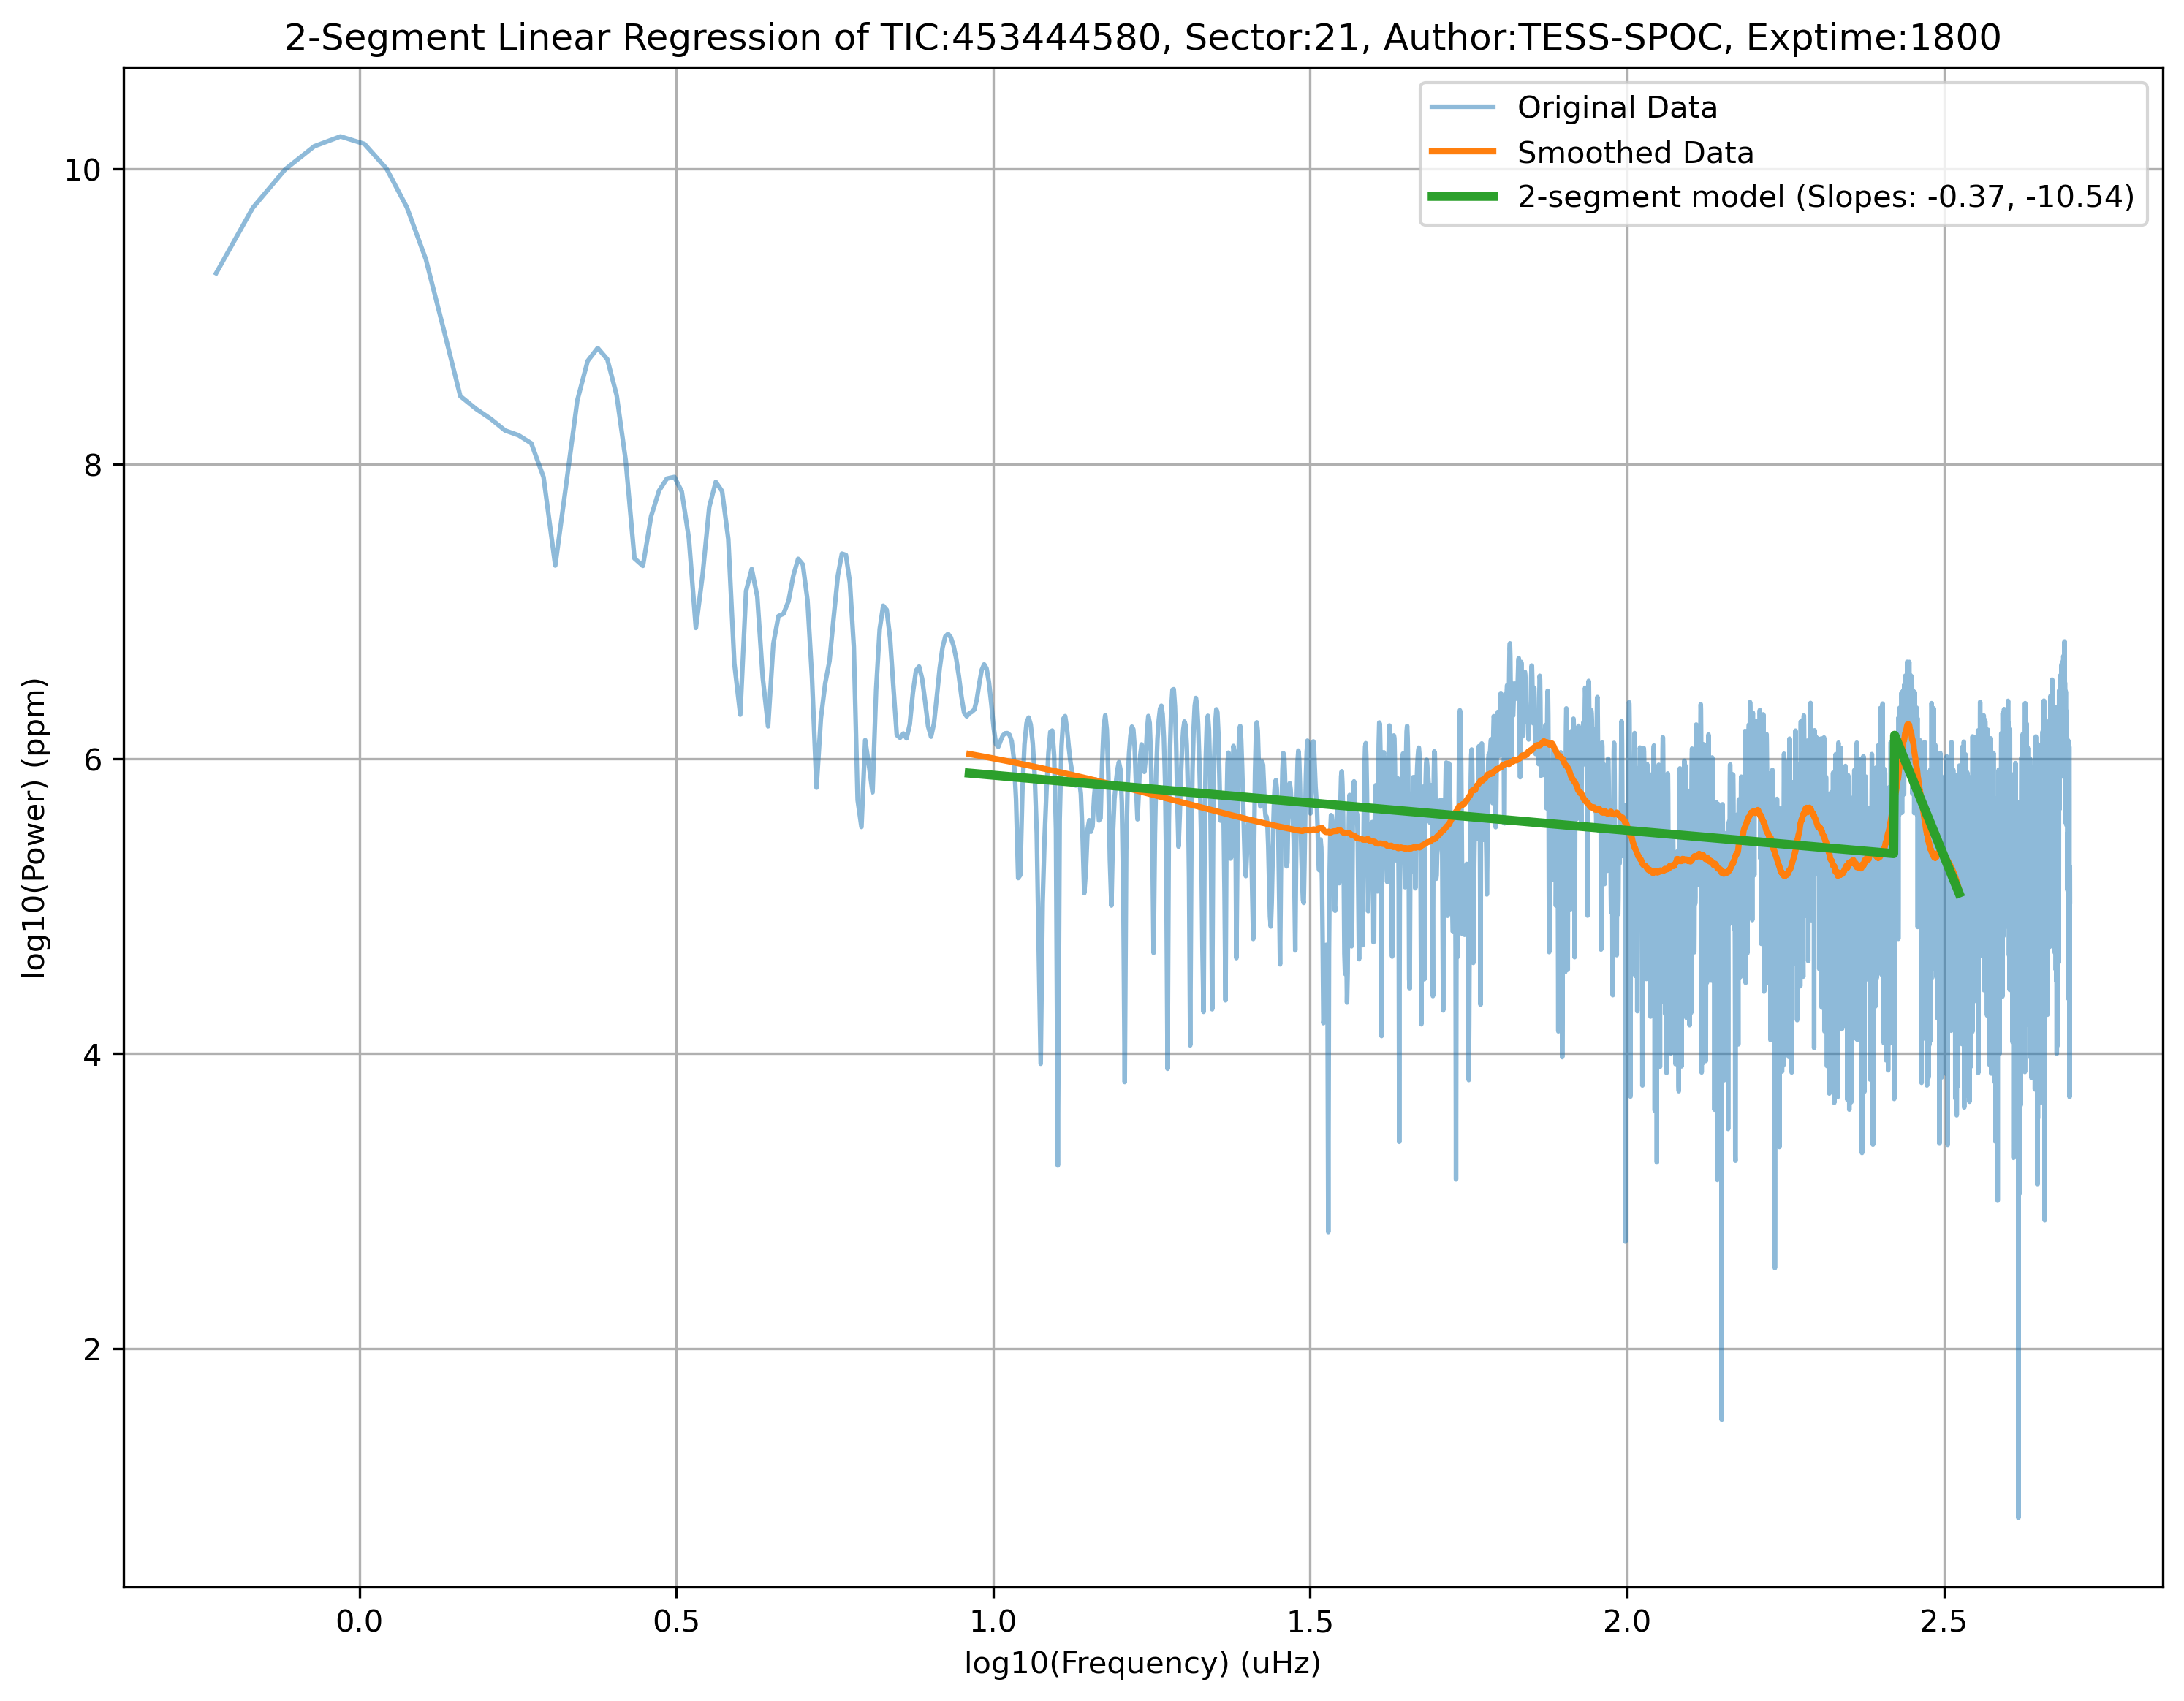 2-Segment Linear Regression of TIC:453444580, Sector:21, Author:TESS-SPOC, Exptime:1800
Original Data
Smoothed Data
2-segment model (Slopes: -0.37, -10.54)
log10(Power) (ppm)
10
8
6
4
2
0.0 0.5 1.0 1.5 2.0 2.5
log10(Frequency) (uHz)